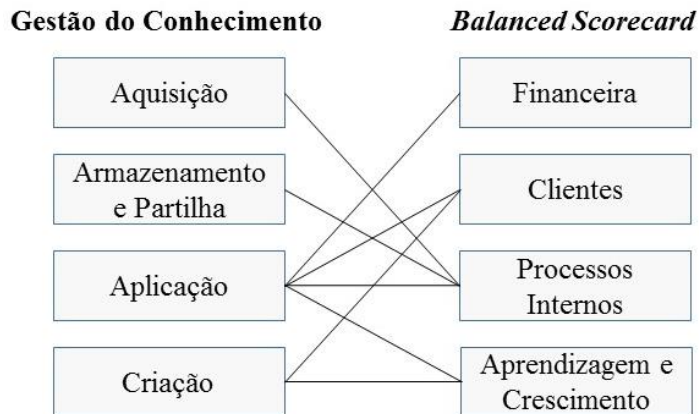 Gestão do Conhecimento
Balanced Scorecard
Aquisição
Financeira
Armazenamento
e Partilha
Clientes
Aplicação
Processos
Internos
Criação
Aprendizagem e
Crescimento